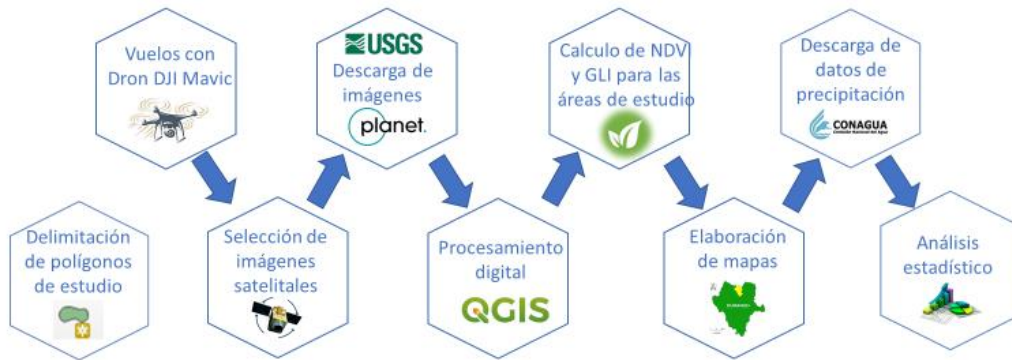 Vuelos con
Dron DJI Mavic
USGS
Descarga de
imágenes
planet.
Calculo de NDV
y GLI para las
áreas de estudio
Descarga de
datos de
precipitación
CONAGUA
Delimitación
de polígonos
de estudio
Selección de
imágenes
satelitales
Procesamiento
digital
QGIS
Elaboración
de mapas
Análisis
estadístico